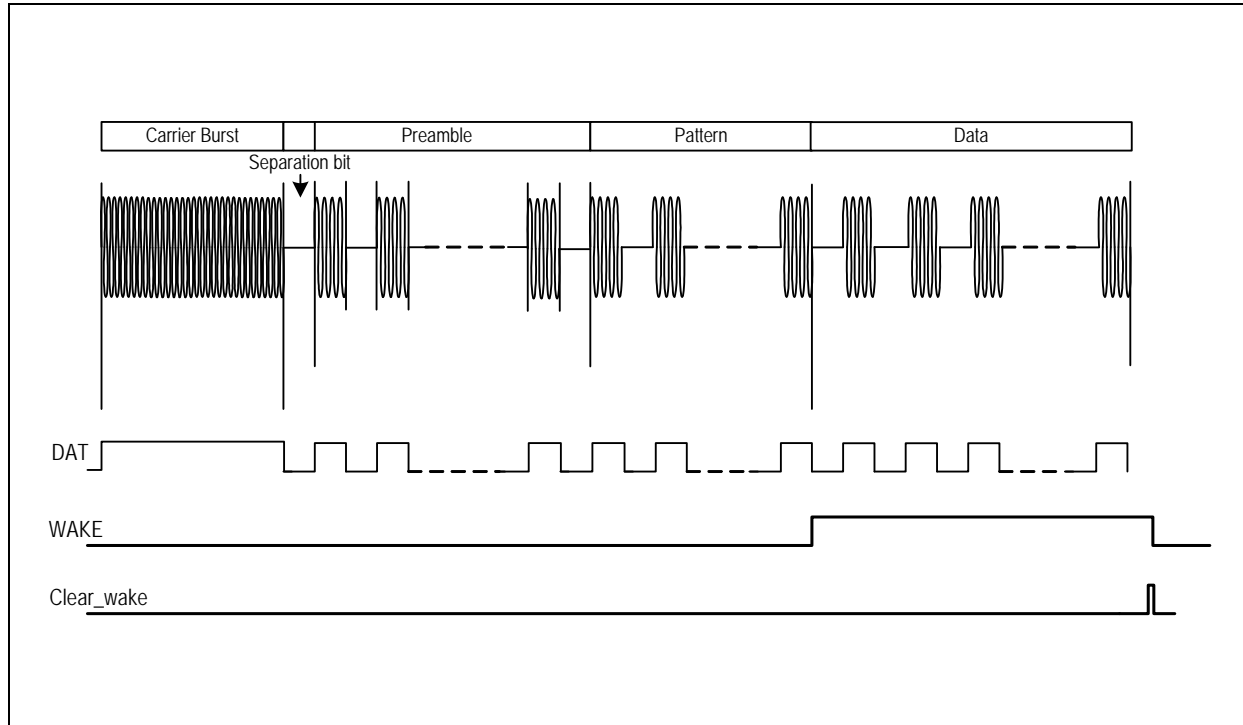 Carrier Burst Preamble Pattern Data
Separation bit
DAT
WAKE
Clear_wake